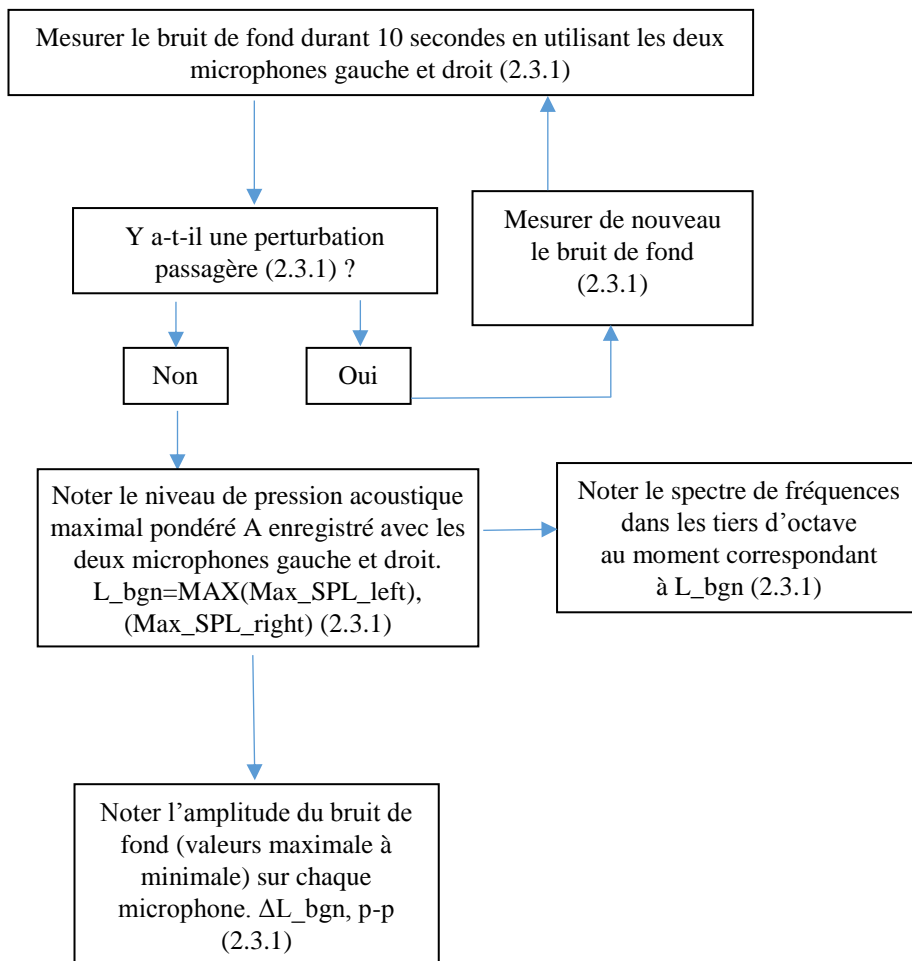 Mesurer le bruit de fond durant 10 secondes en utilisant les deux
microphones gauche et droit (2.3.1)
Y a-t-il une perturbation
passagère (2.3.1) ?
Mesurer de nouveau
le bruit de fond
(2.3.1)
Non
Oui
Noter le niveau de pression acoustique
maximal pondéré A enregistré avec les
deux microphones gauche et droit.
L_bgn=MAX(Max_SPL_left),
(Max_SPL_right) (2.3.1)
Noter le spectre de fréquences
dans les tiers d’octave
au moment correspondant
à L_bgn (2.3.1)
Noter l’amplitude du bruit de
fond (valeurs maximale à
minimale) sur chaque
microphone. ΔL_bgn, p-p
(2.3.1)